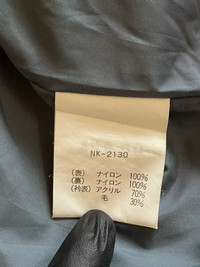 NK-2130
(表) ナイロン 100%
(裏) ナイロン 100%
(衿表) アクリル 70%
毛 30%